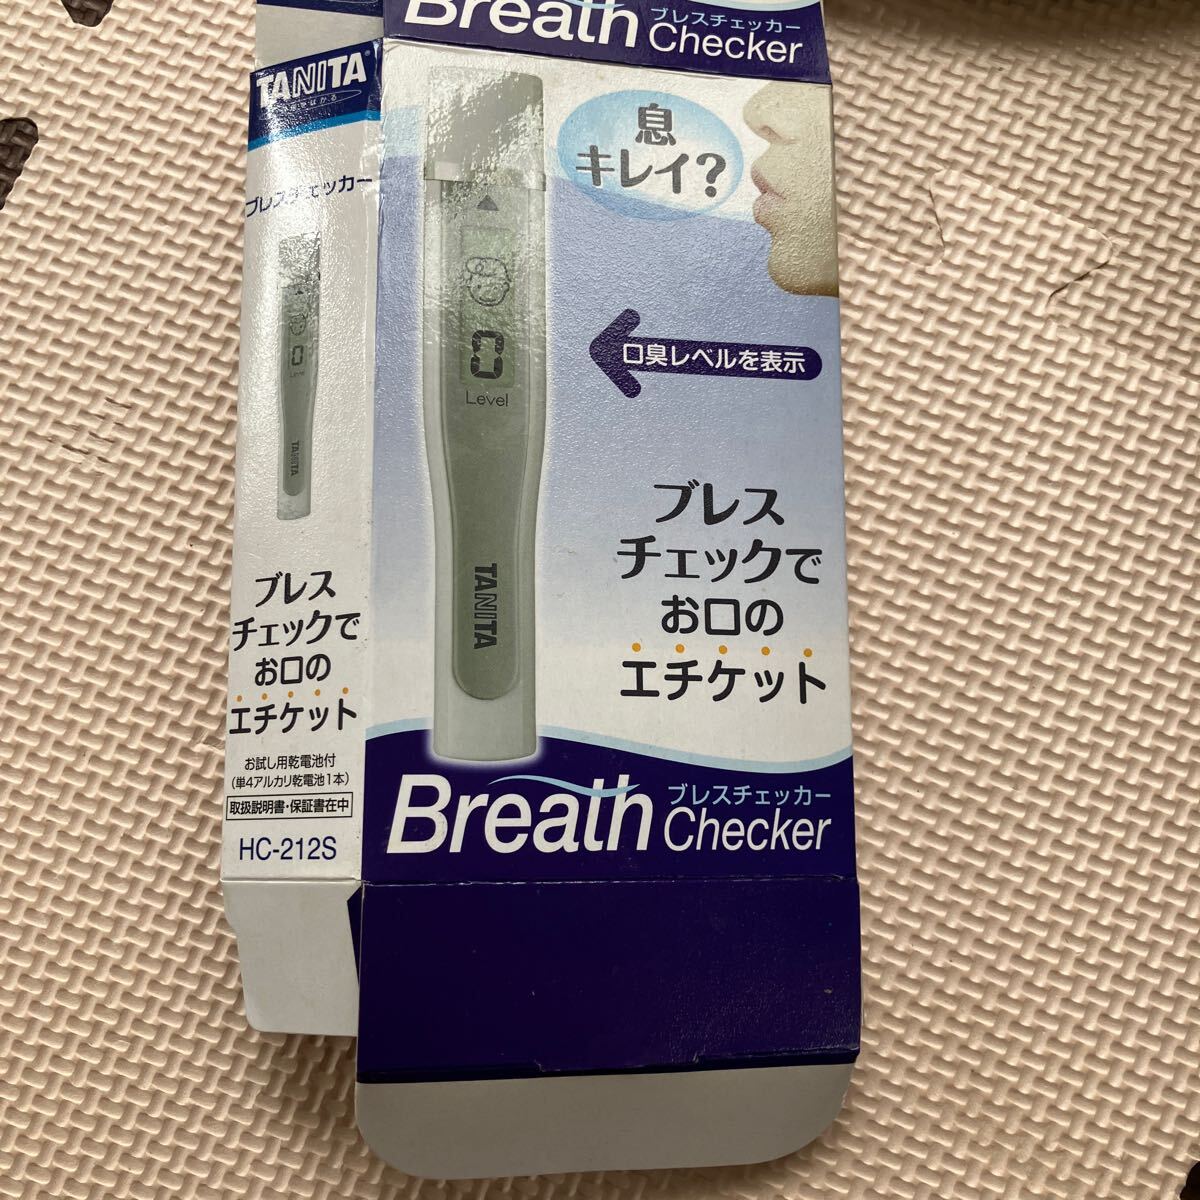 Breath
ブレスチェッカー
Checker
TANITA
ブレスチェッカー
0
Level
TANITA
ブレス
チェックで
お口の
エチケット
お試し用乾電池付
(単4アルカリ乾電池1本)
取扱説明書・保証書在中
HC-212S
息
キレイ?
口臭レベルを表示
0
Level
TANITA
ブレス
チェックで
お口の
エチケット
Breath
ブレスチェッカー
Checker